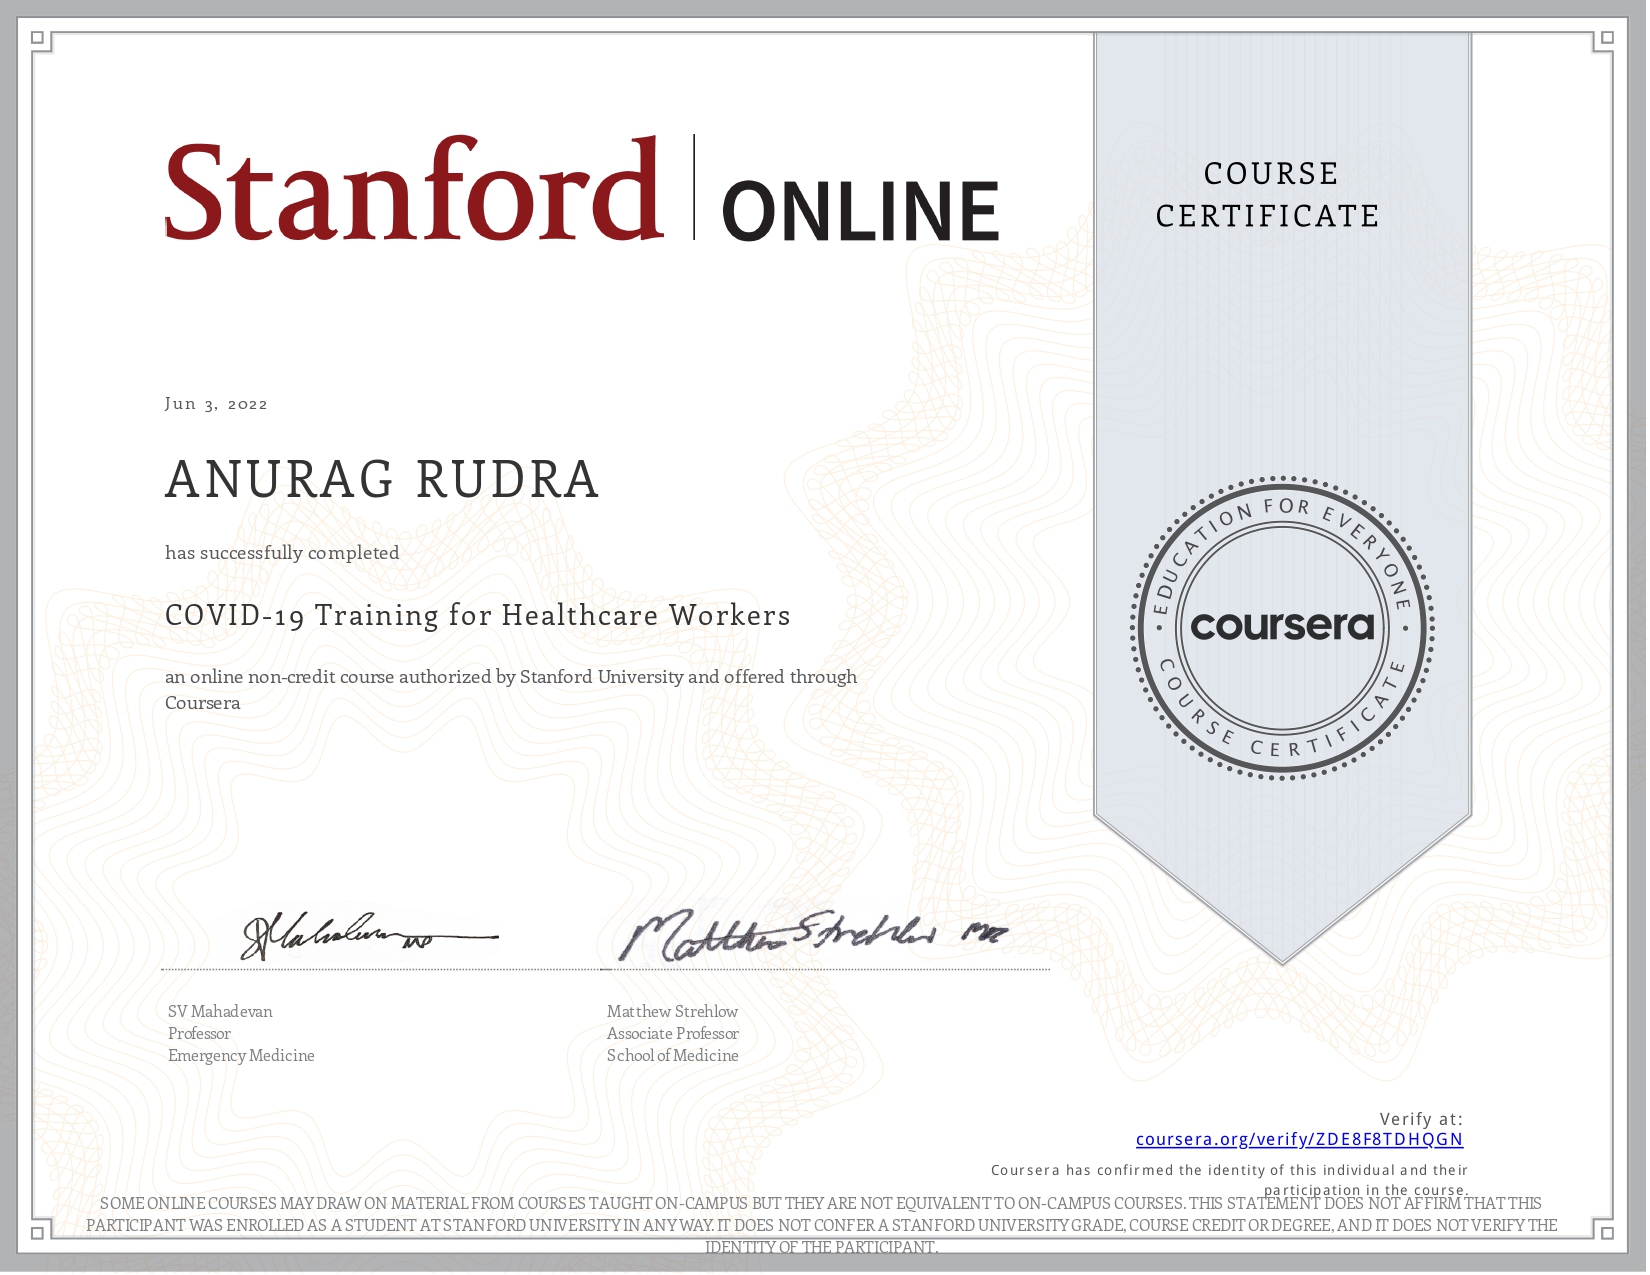 Stanford ONLINE
COURSE
CERTIFICATE
Jun 3, 2022
ANURAG RUDRA
has successfully completed
COVID-19 Training for Healthcare Workers
an online non-credit course authorized by Stanford University and offered through
Coursera
EDUCATION FOR EVERYONE
coursera
COURSE CERTIFICATE
Matthew Strehlow MD
SV Mahadevan
Professor
Emergency Medicine
Matthew Strehlow
Associate Professor
School of Medicine
Verify at:
coursera.org/verify/ZDE8F8TDHQGN
Coursera has confirmed the identity of this individual and their
participation in the course.
SOME ONLINE COURSES MAY DRAW ON MATERIAL FROM COURSES TAUGHT ON-CAMPUS BUT THEY ARE NOT EQUIVALENT TO ON-CAMPUS COURSES. THIS STATEMENT DOES NOT AFFIRM THAT THIS
PARTICIPANT WAS ENROLLED AS A STUDENT AT STANFORD UNIVERSITY IN ANY WAY. IT DOES NOT CONFER A STANFORD UNIVERSITY GRADE, COURSE CREDIT OR DEGREE, AND IT DOES NOT VERIFY THE
IDENTITY OF THE PARTICIPANT.